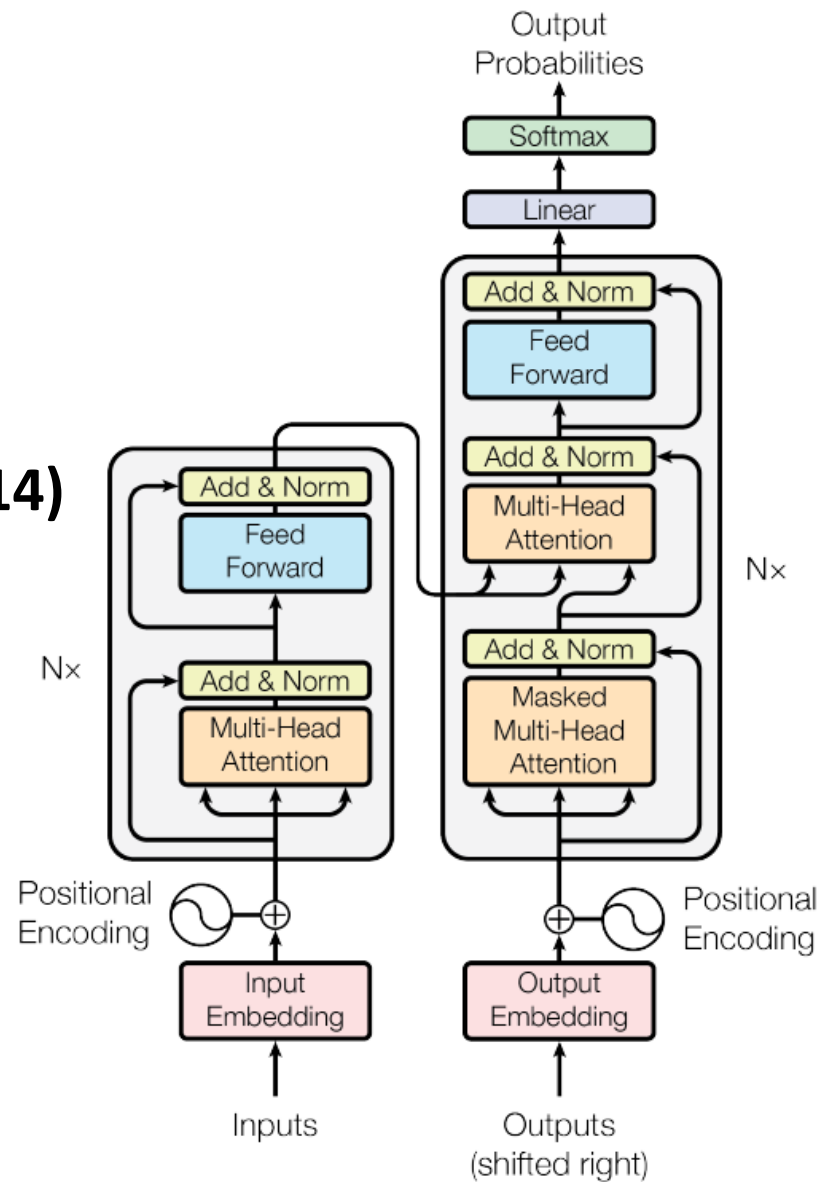 Output
Probabilities
Softmax
Linear
Add & Norm
Feed
Forward
Add & Norm
Multi-Head
Attention
Nx
Add & Norm
Masked
Multi-Head
Attention
Positional
Encoding
Output
Embedding
Outputs
(shifted right)
14)
Add & Norm
Feed
Forward
Nx
Add & Norm
Multi-Head
Attention
Positional
Encoding
Input
Embedding
Inputs